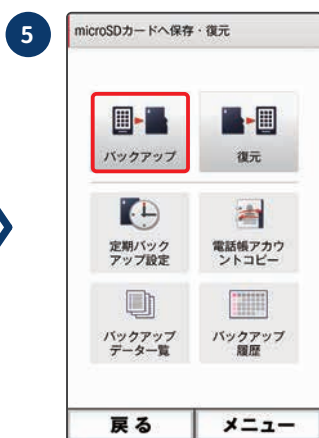 5
microSDカードへ保存・復元
バックアップ
復元
定期バック
アップ設定
電話帳アカウ
ントコピー
バックアップ
データ一覧
バックアップ
履歴
戻る
メニュー